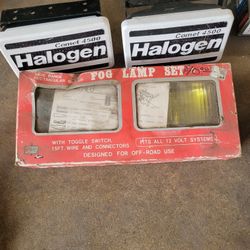 Comet 4500
Halogen
Comet 4500
Halogen
FOG LAMP SET
WITH TOGGLE SWITCH,
15FT. WIRE AND CONNECTORS
FITS ALL 12 VOLT SYSTEMS
DESIGNED FOR OFF-ROAD USE